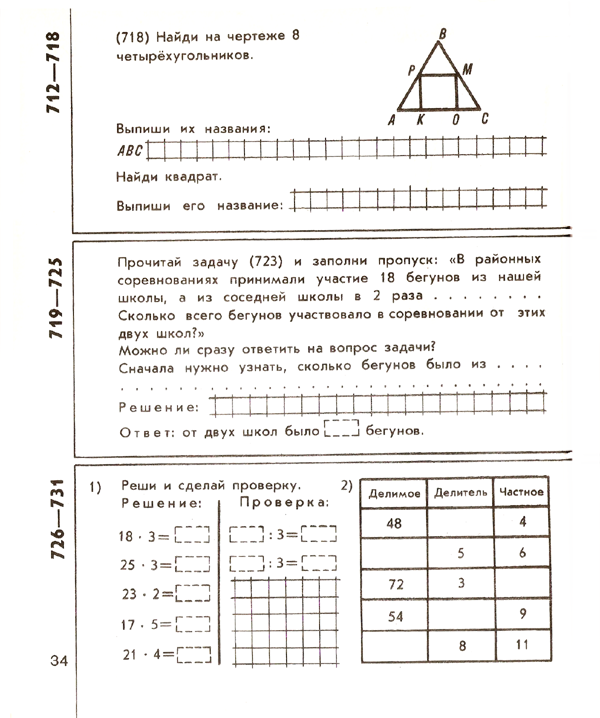 712—718
(718) Найди на чертеже 8
четырёхугольников.
B
P M
A K O C
Выпиши их названия:
ABC
Найди квадрат.
Выпиши его название:
719—725
Прочитай задачу (723) и заполни пропуск: «В районных
соревнованиях принимали участие 18 бегунов из нашей
школы, а из соседней школы в 2 раза . . . . . . . .
Сколько всего бегунов участвовало в соревновании от этих
двух школ?»
Можно ли сразу ответить на вопрос задачи?
Сначала нужно узнать, сколько бегунов было из . . . .
. . . . . . . . . . . . . . . . . . . . . . . . . . . . .
Решение:
Ответ: от двух школ было бегунов.
726—731
1) Реши и сделай проверку.
Решение: Проверка:
18 · 3= : 3=
25 · 3= : 3=
23 · 2=
17 · 5=
21 · 4=
2)
Делимое Делитель Частное
48 4
5 6
72 3
54 9
8 11
34